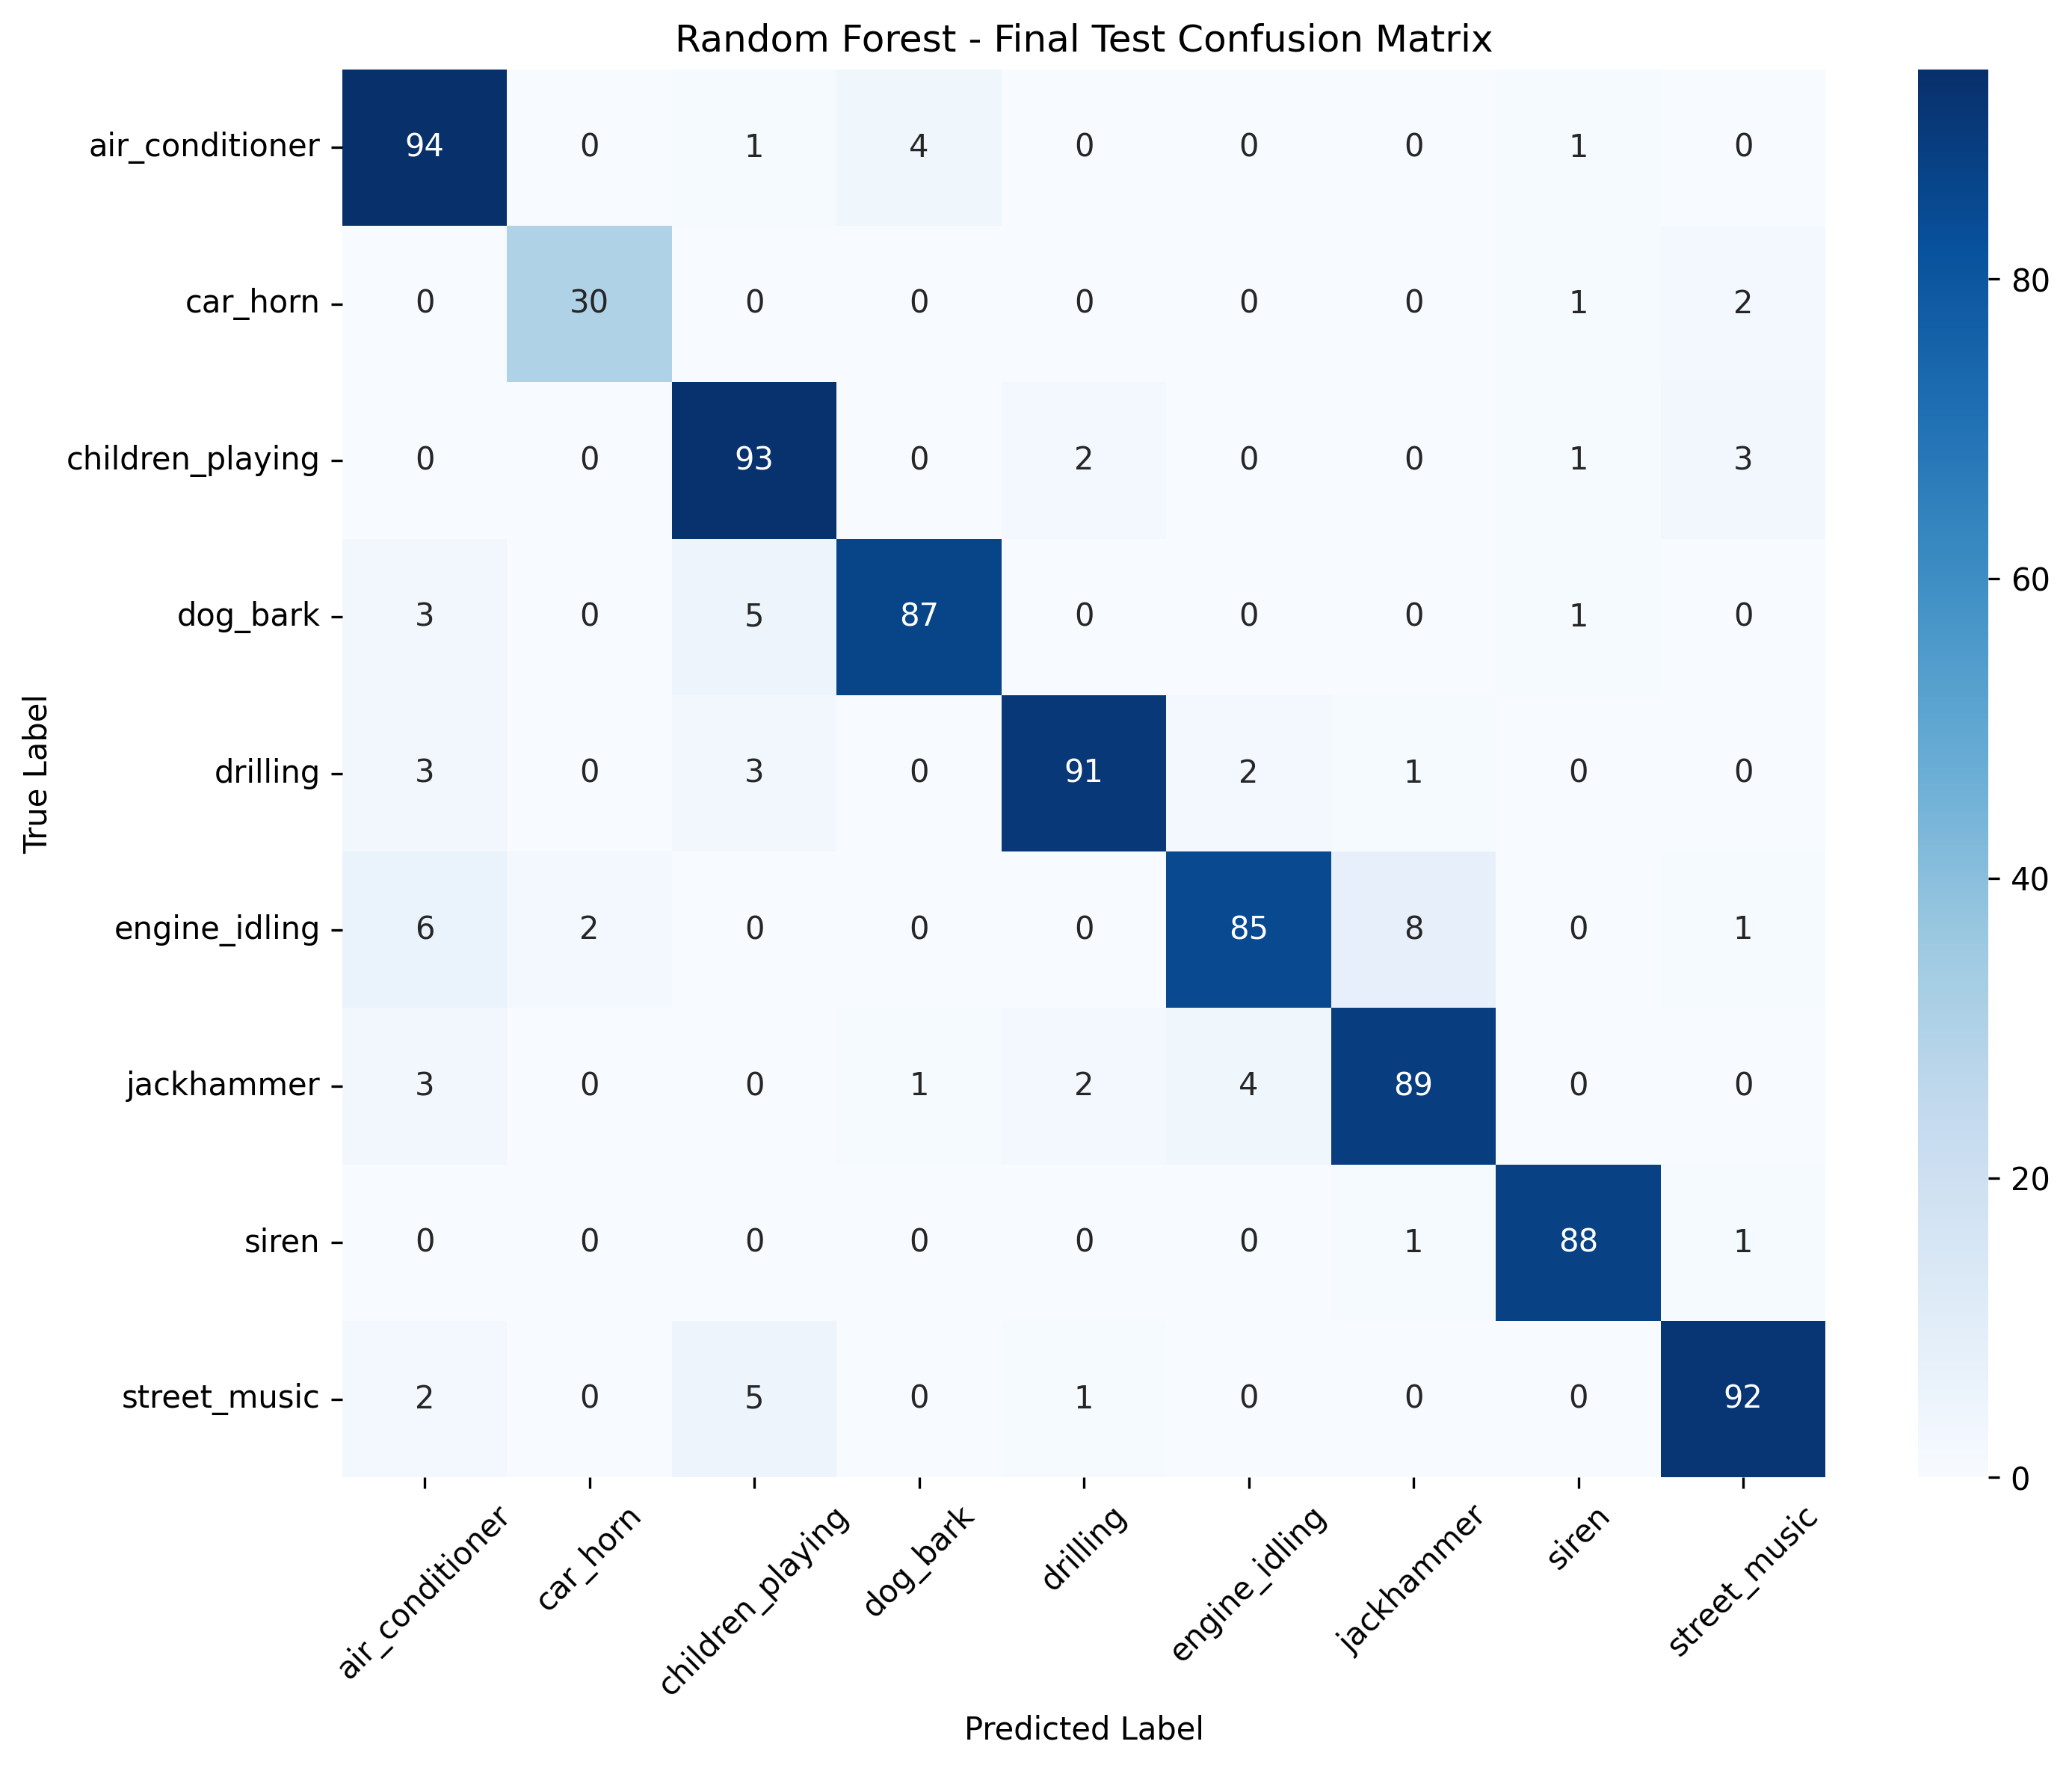 Random Forest - Final Test Confusion Matrix
True Label
air_conditioner 94 0 1 4 0 0 0 1 0
car_horn 0 30 0 0 0 0 0 1 2
children_playing 0 0 93 0 2 0 0 1 3
dog_bark 3 0 5 87 0 0 0 1 0
drilling 3 0 3 0 91 2 1 0 0
engine_idling 6 2 0 0 0 85 8 0 1
jackhammer 3 0 0 1 2 4 89 0 0
siren 0 0 0 0 0 0 1 88 1
street_music 2 0 5 0 1 0 0 0 92
air_conditioner car_horn children_playing dog_bark drilling engine_idling jackhammer siren street_music
Predicted Label
80
60
40
20
0